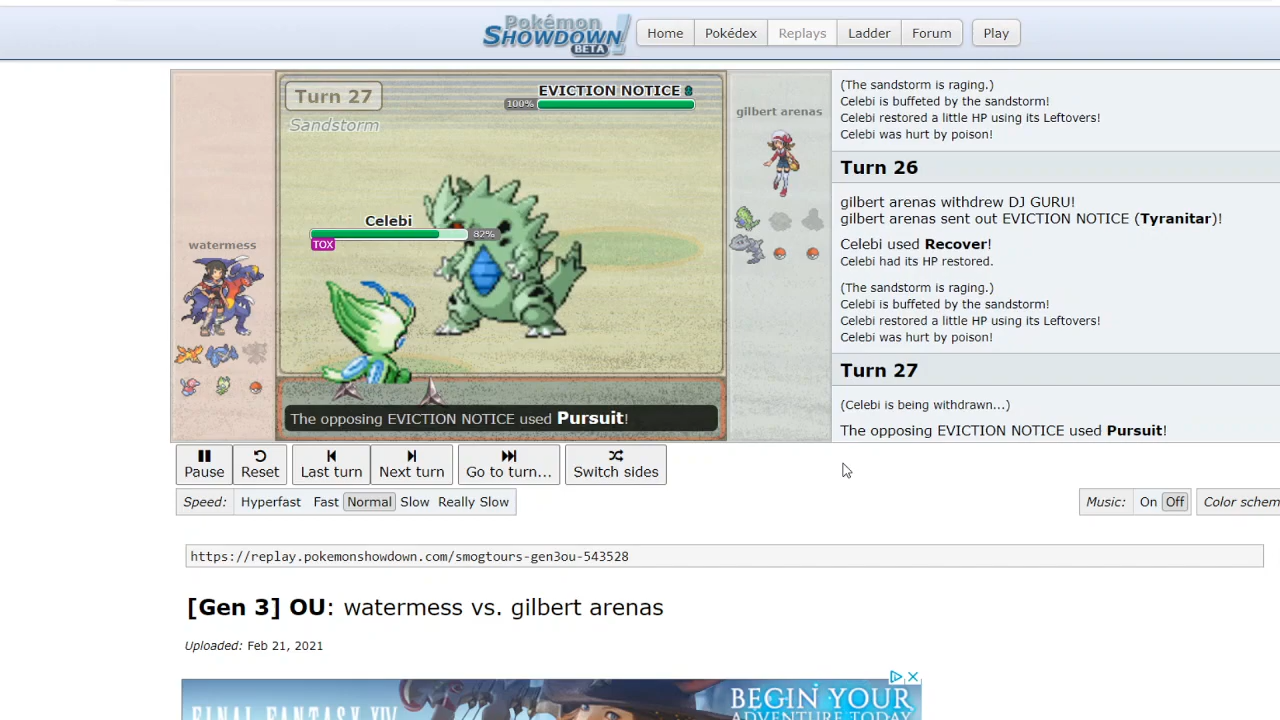 Pokémon
SHOWDOWN!
BETA
Home
Pokédex
Replays
Ladder
Forum
Play
Turn 27
Sandstorm
EVICTION NOTICE
100%
Celebi
82%
TOX
watermess
gilbert arenas
The opposing EVICTION NOTICE used Pursuit!
(The sandstorm is raging.)
Celebi is buffeted by the sandstorm!
Celebi restored a little HP using its Leftovers!
Celebi was hurt by poison!
Turn 26
gilbert arenas withdrew DJ GURU!
gilbert arenas sent out EVICTION NOTICE (Tyranitar)!
Celebi used Recover!
Celebi had its HP restored.
(The sandstorm is raging.)
Celebi is buffeted by the sandstorm!
Celebi restored a little HP using its Leftovers!
Celebi was hurt by poison!
Turn 27
(Celebi is being withdrawn...)
The opposing EVICTION NOTICE used Pursuit!
Pause
Reset
Last turn
Next turn
Go to turn...
Switch sides
Speed: Hyperfast Fast Normal Slow Really Slow
Music: On Off
Color schem
https://replay.pokemonshowdown.com/smogtours-gen3ou-543528
[Gen 3] OU: watermess vs. gilbert arenas
Uploaded: Feb 21, 2021
FINAL FANTASY XIV
BEGIN YOUR
ADVENTURE TODAY